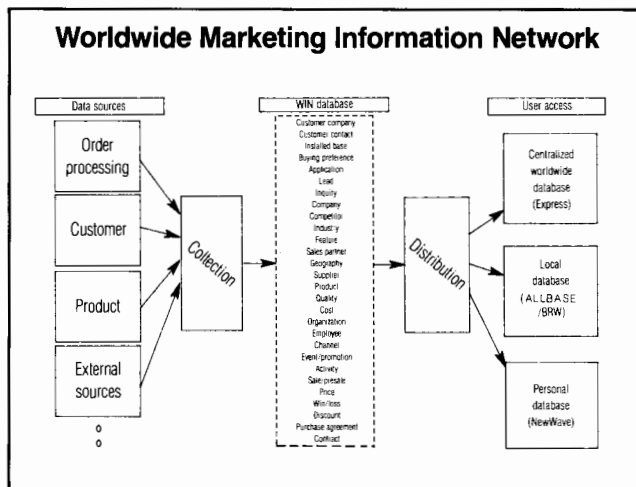 Worldwide Marketing Information Network
Data sources
Order
processing
Customer
Product
External
sources
Collection
WIN database
Customer company
Customer contact
Installed base
Buying preference
Application
Lead
Inquiry
Company
Competitor
Industry
Feature
Sales partner
Geography
Supplier
Product
Quality
Cost
Organization
Employee
Channel
Event/promotion
Activity
Sale/presale
Price
Win/loss
Discount
Purchase agreement
Contract
Distribution
User access
Centralized
worldwide
database
(Express)
Local
database
(ALLBASE
/BRW)
Personal
database
(NewWave)